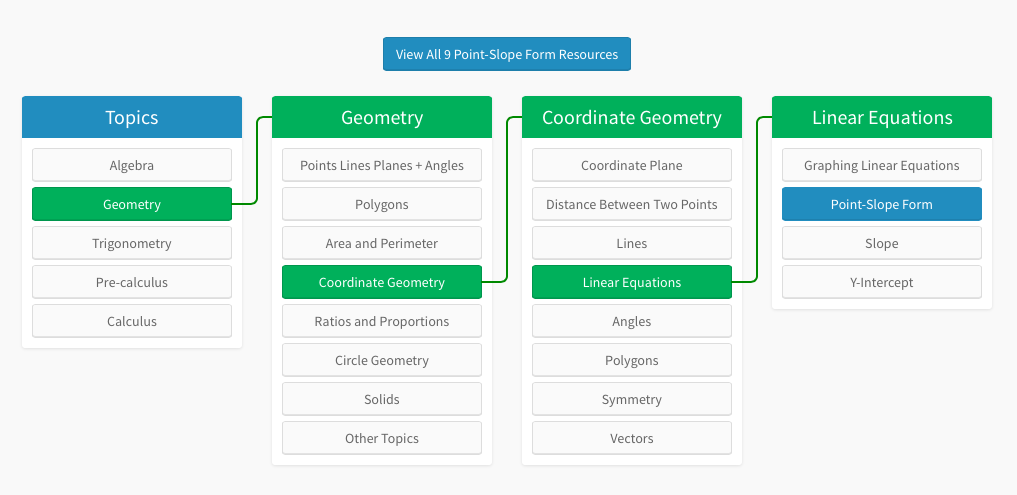 View All 9 Point-Slope Form Resources
Topics
Algebra
Geometry
Trigonometry
Pre-calculus
Calculus
Geometry
Points Lines Planes + Angles
Polygons
Area and Perimeter
Coordinate Geometry
Ratios and Proportions
Circle Geometry
Solids
Other Topics
Coordinate Geometry
Coordinate Plane
Distance Between Two Points
Lines
Linear Equations
Angles
Polygons
Symmetry
Vectors
Linear Equations
Graphing Linear Equations
Point-Slope Form
Slope
Y-Intercept